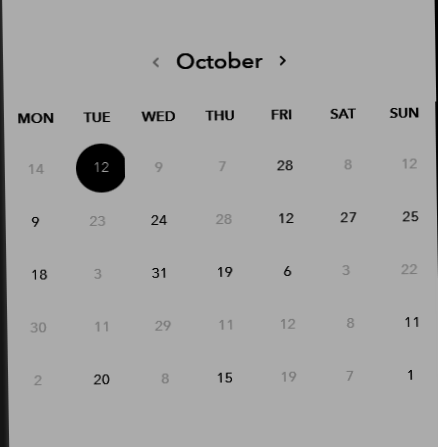 ‹ October ›
MON TUE WED THU FRI SAT SUN
14 12 9 7 28 8 12
9 23 24 28 12 27 25
18 3 31 19 6 3 22
30 11 29 11 12 8 11
2 20 8 15 19 7 1